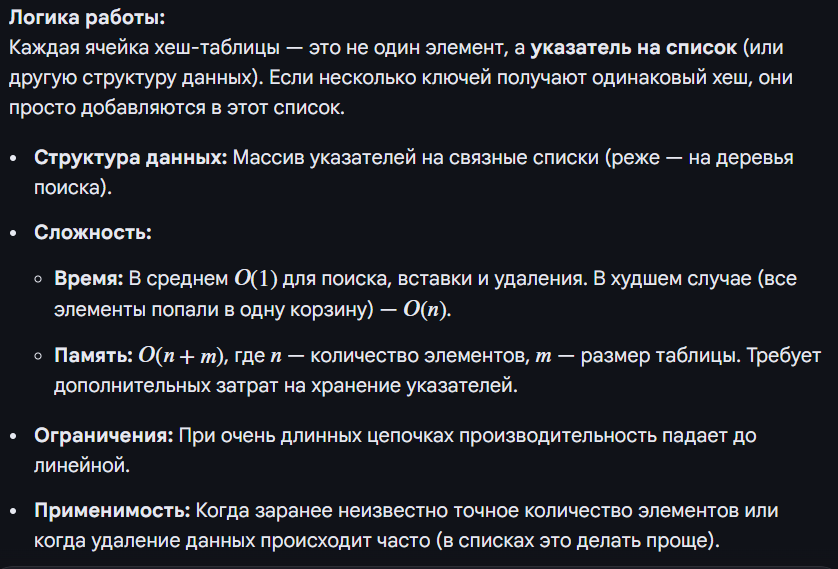 Логика работы:
Каждая ячейка хеш-таблицы — это не один элемент, а указатель на список (или
другую структуру данных). Если несколько ключей получают одинаковый хеш, они
просто добавляются в этот список.
• Структура данных: Массив указателей на связные списки (реже — на деревья
поиска).
• Сложность:
◦ Время: В среднем O(1) для поиска, вставки и удаления. В худшем случае (все
элементы попали в одну корзину) — O(n).
◦ Память: O(n + m), где n — количество элементов, m — размер таблицы. Требует
дополнительных затрат на хранение указателей.
• Ограничения: При очень длинных цепочках производительность падает до
линейной.
• Применимость: Когда заранее неизвестно точное количество элементов или
когда удаление данных происходит часто (в списках это делать проще).